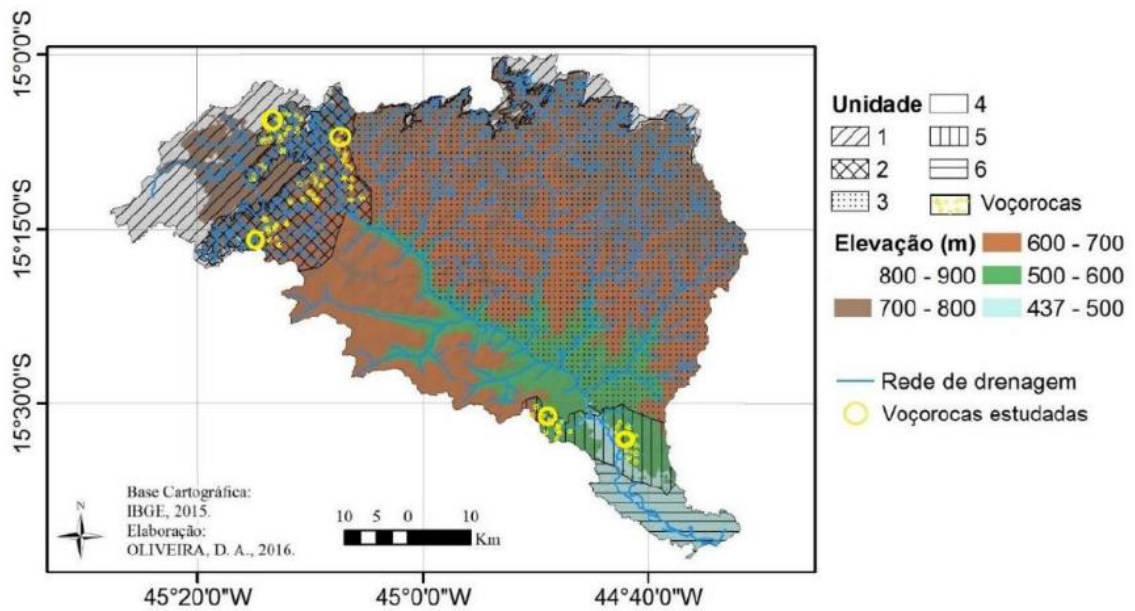 15°0'0"S
15°15'0"S
15°30'0"S
45°20'0"W
45°00'0"W
44°40'0"W
N
Base Cartográfica:
IBGE, 2015.
Elaboração:
OLIVEIRA, D. A., 2016.
10 5 0 10
Km
Unidade
1
2
3
4
5
6
Voçorocas
Elevação (m)
800 - 900
700 - 800
600 - 700
500 - 600
437 - 500
Rede de drenagem
Voçorocas estudadas